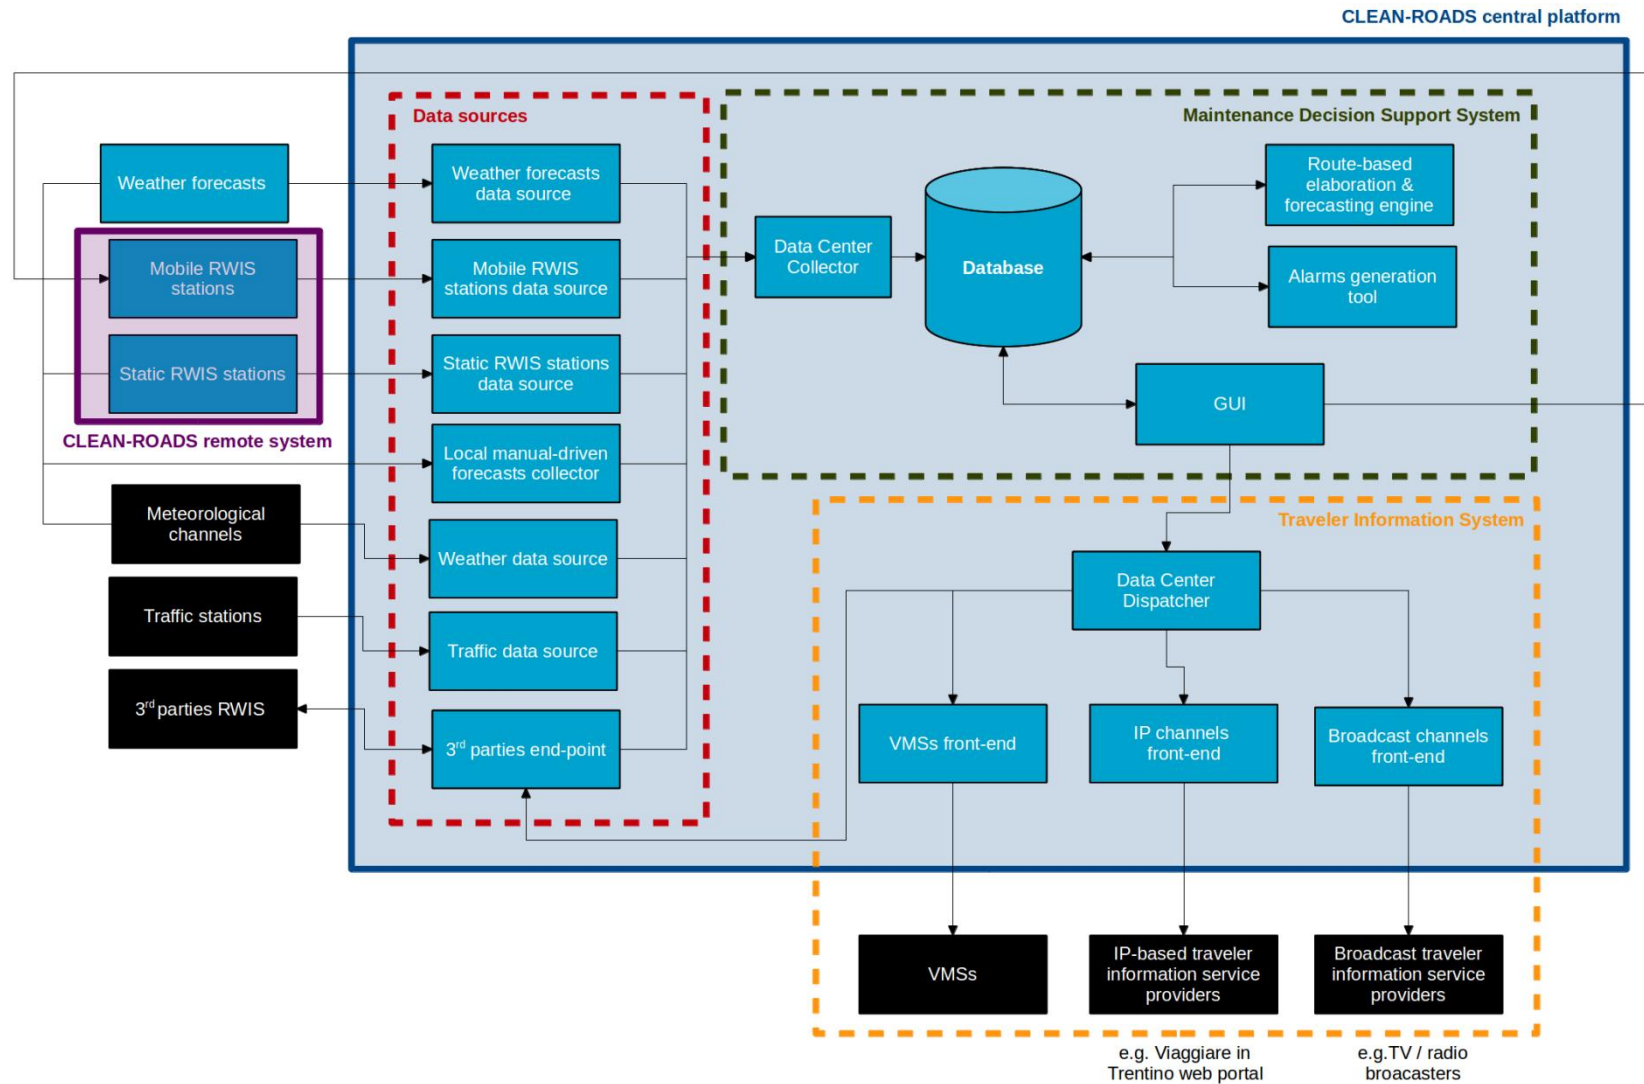 CLEAN-ROADS central platform
Data sources
Maintenance Decision Support System
Weather forecasts
Weather forecasts
data source
Route-based
elaboration &
forecasting engine
Mobile RWIS
stations
Mobile RWIS
stations data source
Data Center
Collector
Database
Alarms generation
tool
Static RWIS stations
Static RWIS stations
data source
GUI
CLEAN-ROADS remote system
Local manual-driven
forecasts collector
Meteorological
channels
Weather data source
Traveler Information System
Data Center
Dispatcher
Traffic stations
Traffic data source
3rd parties RWIS
3rd parties end-point
VMSs front-end
IP channels
front-end
Broadcast channels
front-end
VMSs
IP-based traveler
information service
providers
Broadcast traveler
information service
providers
e.g. Viaggiare in
Trentino web portal
e.g.TV / radio
broacasters